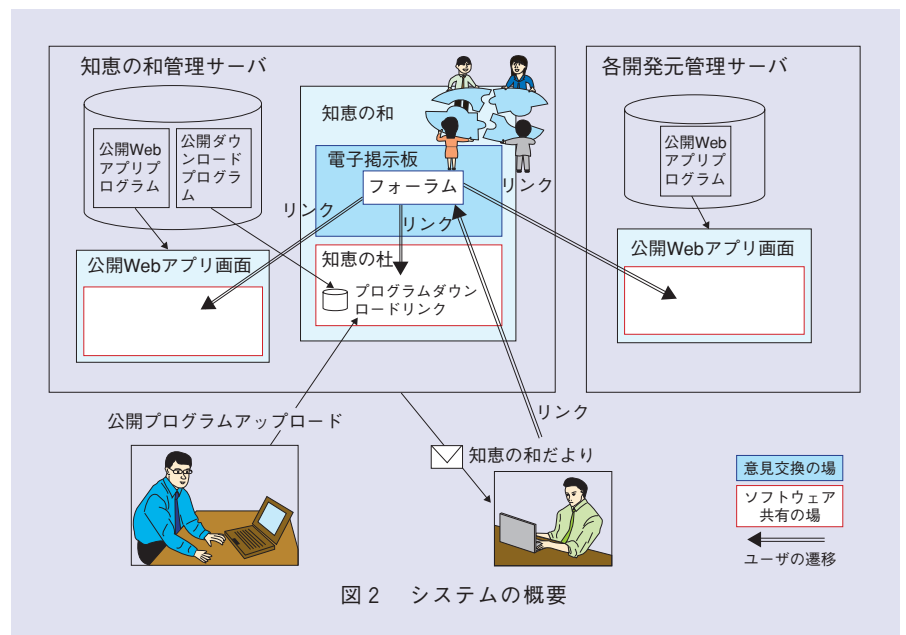 知恵の和管理サーバ
公開Web
アプリプロ
グラム
公開ダウ
ンロード
プログラ
ム
公開Webアプリ画面
知恵の和
電子掲示板
フォーラム
リンク
リンク
リンク
知恵の杜
プログラムダウン
ロードリンク
各開発元管理サーバ
公開Web
アプリプ
ログラム
公開Webアプリ画面
公開プログラムアップロード
リンク
知恵の和だより
意見交換の場
ソフトウェア
共有の場
ユーザの遷移
図2 システムの概要